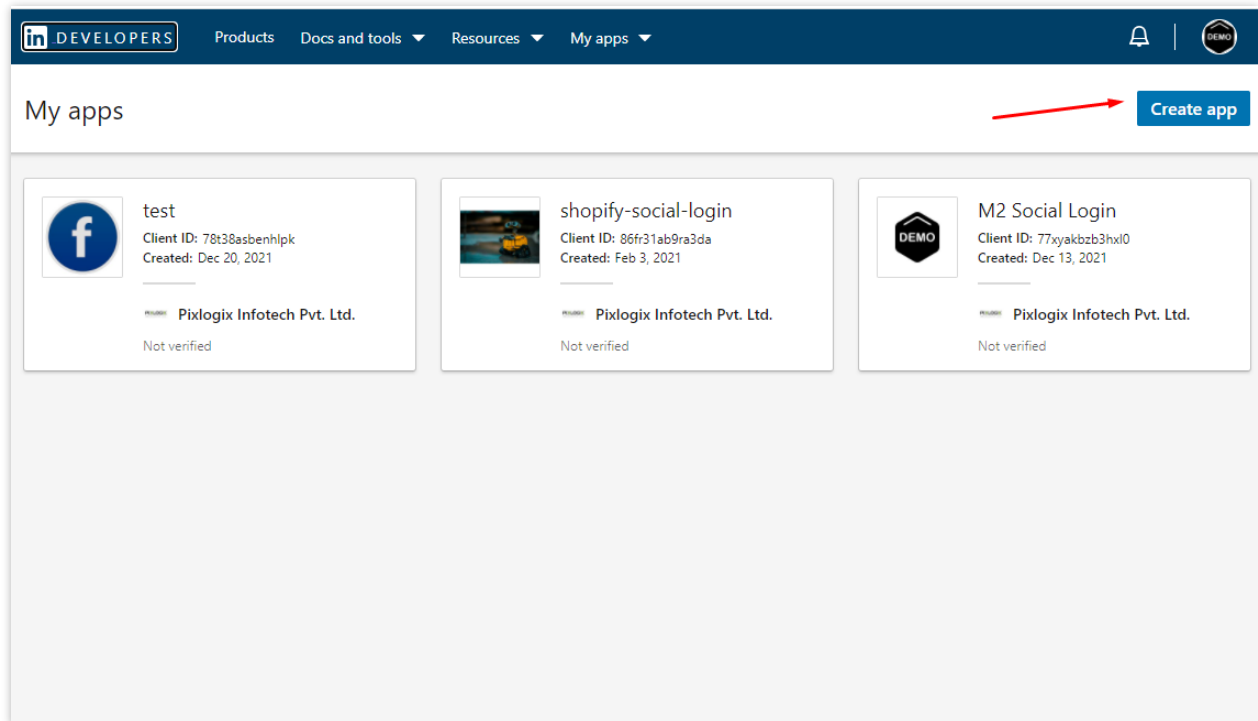 in DEVELOPERS Products Docs and tools Resources My apps DEMO
My apps
Create app
test
Client ID: 78t38asbenhlpk
Created: Dec 20, 2021
Pixlogix Infotech Pvt. Ltd.
Not verified
shopify-social-login
Client ID: 86fr31ab9ra3da
Created: Feb 3, 2021
Pixlogix Infotech Pvt. Ltd.
Not verified
DEMO
M2 Social Login
Client ID: 77xyakbzb3hxl0
Created: Dec 13, 2021
Pixlogix Infotech Pvt. Ltd.
Not verified